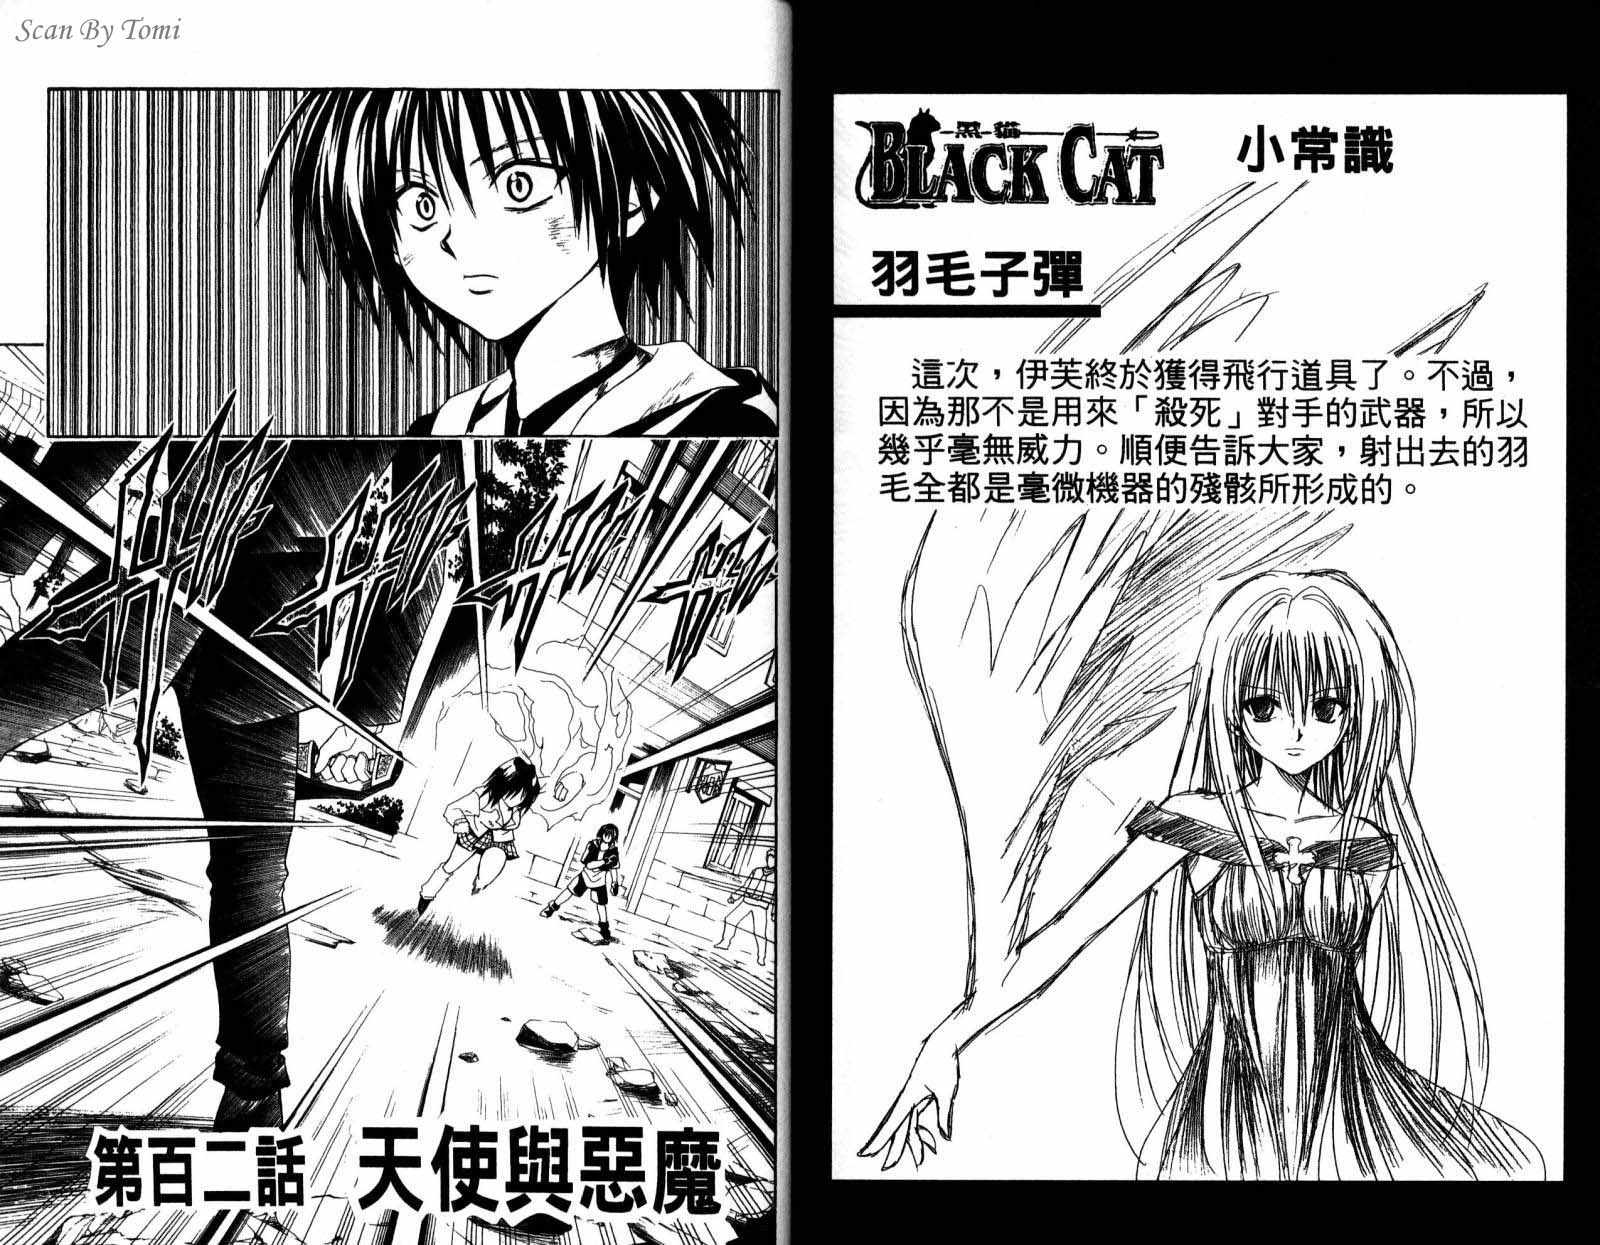 Scan By Tomi
黑貓
BLACK CAT
小常識
羽毛子彈
這次，伊芙終於獲得飛行道具了。不過，
因為那不是用來「殺死」對手的武器，所以
幾乎毫無威力。順便告訴大家，射出去的羽
毛全都是毫微機器的殘骸所形成的。
第百二話 天使與惡魔